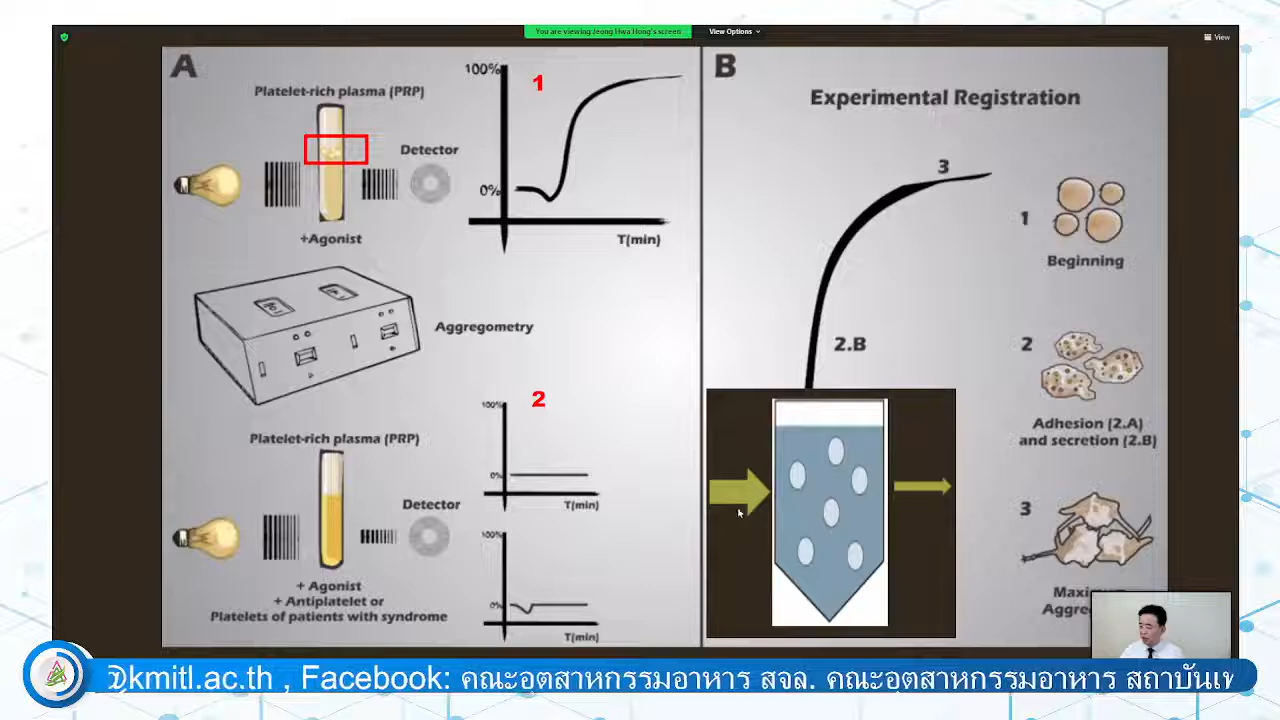 You are viewing Jeong Hwa Hong's screen
View Options
View
A
Platelet-rich plasma (PRP)
Detector
+Agonist
100%
1
0%
T(min)
Aggregometry
Platelet-rich plasma (PRP)
Detector
+ Agonist
+ Antiplatelet or
Platelets of patients with syndrome
2
100%
0%
T(min)
100%
0%
T(min)
B
Experimental Registration
3
2.B
1
Beginning
2
Adhesion (2.A)
and secretion (2.B)
3
@kmitl.ac.th , Facebook: คณะอุตสาหกรรมอาหาร สจล. คณะอุตสาหกรรมอาหาร